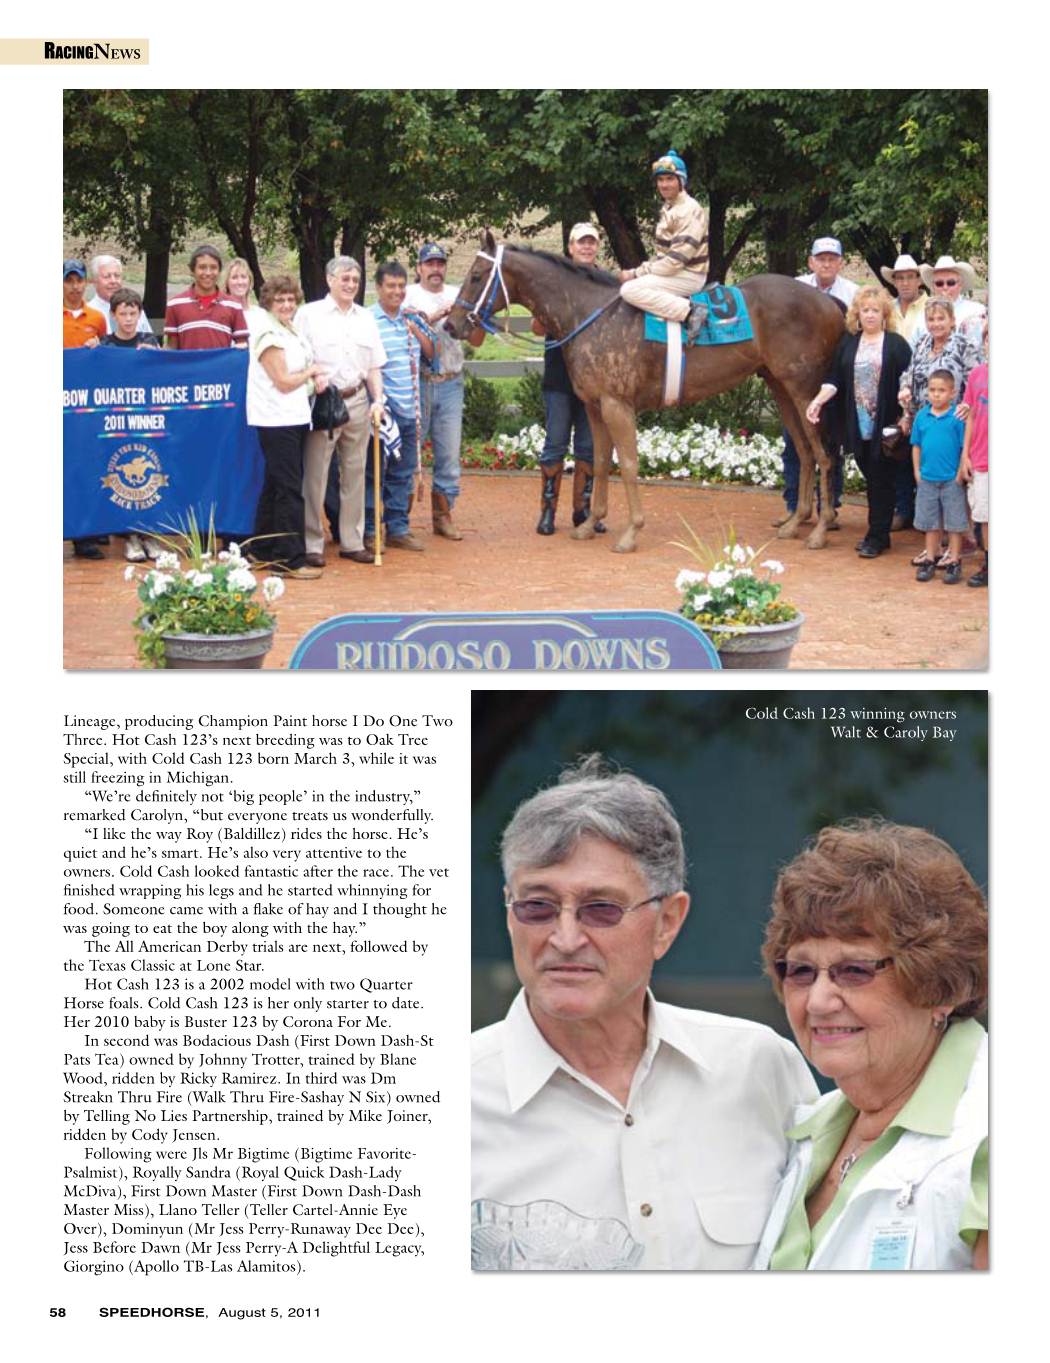 RACINGNEWS
BOW QUARTER HORSE DERBY
2011 WINNER
RUIDOSO DOWNS
RACE TRACK
9
RUIDOSO DOWNS
Cold Cash 123 winning owners
Walt & Caroly Bay
Lineage, producing Champion Paint horse I Do One Two
Three. Hot Cash 123’s next breeding was to Oak Tree
Special, with Cold Cash 123 born March 3, while it was
still freezing in Michigan.
“We’re definitely not ‘big people’ in the industry,”
remarked Carolyn, “but everyone treats us wonderfully.
“I like the way Roy (Baldillez) rides the horse. He’s
quiet and he’s smart. He’s also very attentive to the
owners. Cold Cash looked fantastic after the race. The vet
finished wrapping his legs and he started whinnying for
food. Someone came with a flake of hay and I thought he
was going to eat the boy along with the hay.”
The All American Derby trials are next, followed by
the Texas Classic at Lone Star.
Hot Cash 123 is a 2002 model with two Quarter
Horse foals. Cold Cash 123 is her only starter to date.
Her 2010 baby is Buster 123 by Corona For Me.
In second was Bodacious Dash (First Down Dash-St
Pats Tea) owned by Johnny Trotter, trained by Blane
Wood, ridden by Ricky Ramirez. In third was Dm
Streakn Thru Fire (Walk Thru Fire-Sashay N Six) owned
by Telling No Lies Partnership, trained by Mike Joiner,
ridden by Cody Jensen.
Following were Jls Mr Bigtime (Bigtime Favorite-
Psalmist), Royally Sandra (Royal Quick Dash-Lady
McDiva), First Down Master (First Down Dash-Dash
Master Miss), Llano Teller (Teller Cartel-Annie Eye
Over), Dominyun (Mr Jess Perry-Runaway Dee Dee),
Jess Before Dawn (Mr Jess Perry-A Delightful Legacy,
Giorgino (Apollo TB-Las Alamitos).
58 SPEEDHORSE, August 5, 2011